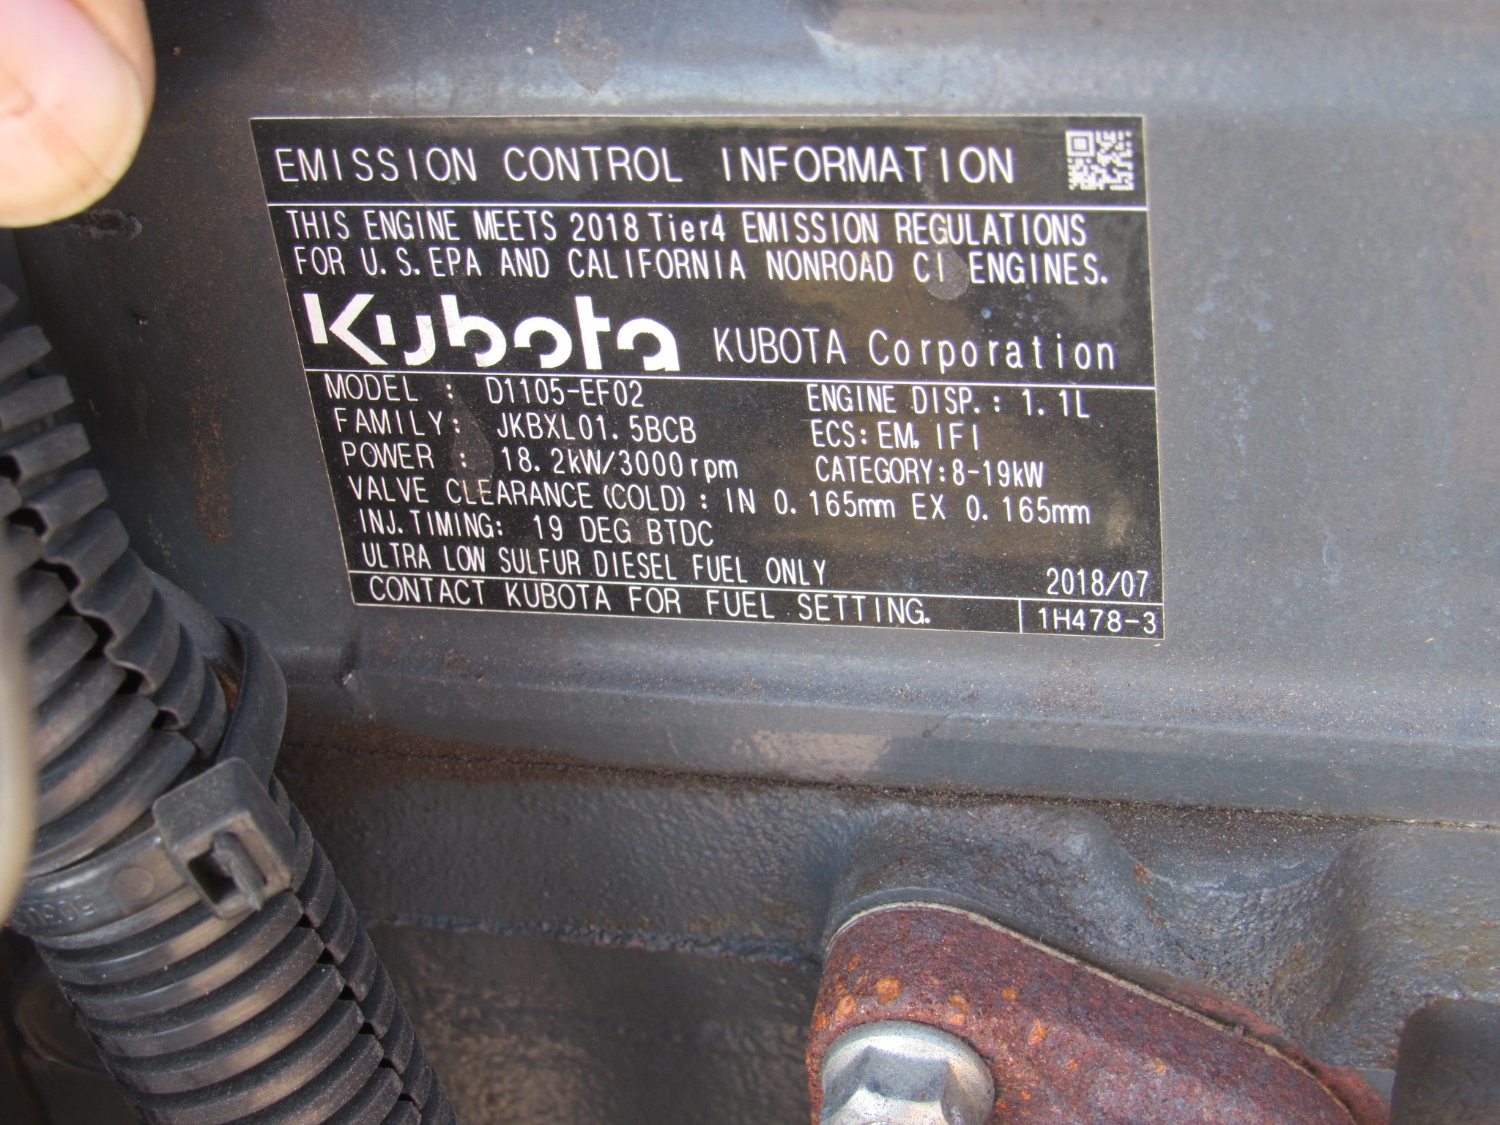 EMISSION CONTROL INFORMATION
THIS ENGINE MEETS 2018 Tier4 EMISSION REGULATIONS
FOR U.S.EPA AND CALIFORNIA NONROAD CI ENGINES.
Kubota KUBOTA Corporation
MODEL : D1105-EF02 ENGINE DISP.: 1.1L
FAMILY: JKBXL01.5BCB ECS:EM, IFI
POWER : 18.2kW/3000rpm CATEGORY:8-19kW
VALVE CLEARANCE(COLD): IN 0.165mm EX 0.165mm
INJ.TIMING: 19 DEG BTDC
ULTRA LOW SULFUR DIESEL FUEL ONLY 2018/07
CONTACT KUBOTA FOR FUEL SETTING. 1H478-3